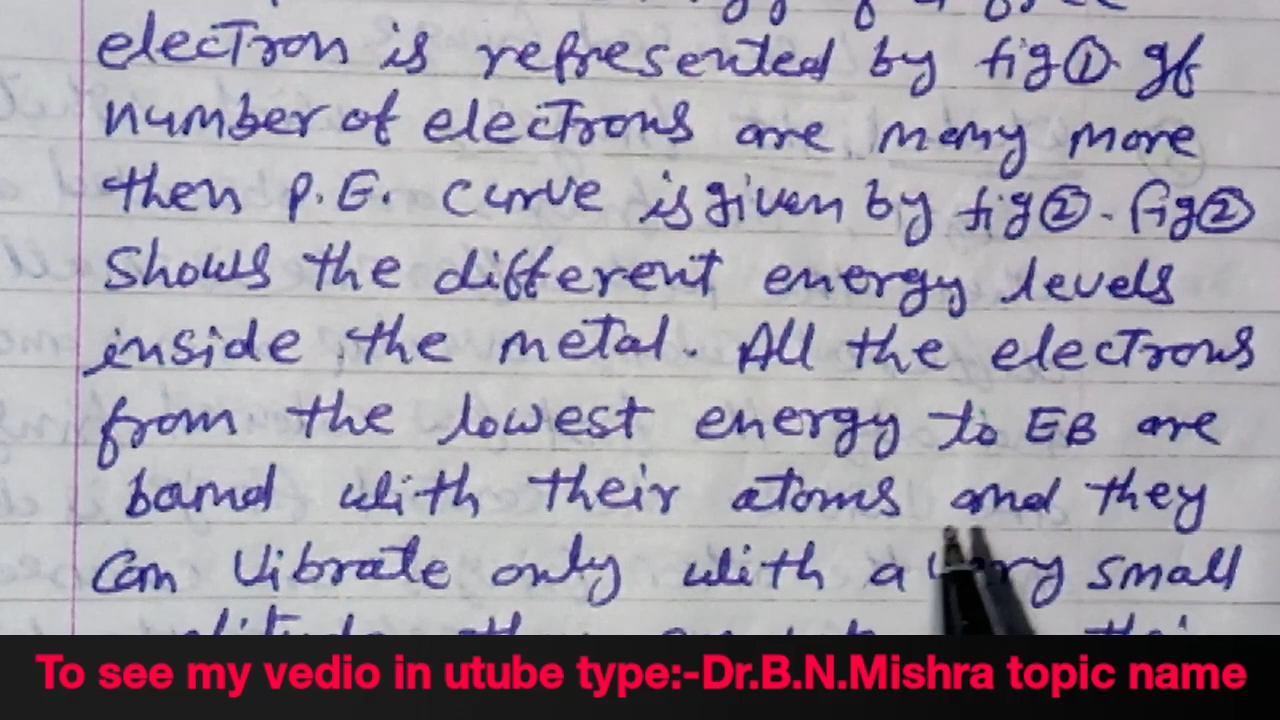 electron is represented by fig①. If
number of electrons are many more
then P.E. curve is given by fig②. fig②
shows the different energy levels
inside the metal. All the electrons
from the lowest energy to EB are
band with their atoms and they
can vibrate only with a very small
To see my vedio in utube type:-Dr.B.N.Mishra topic name